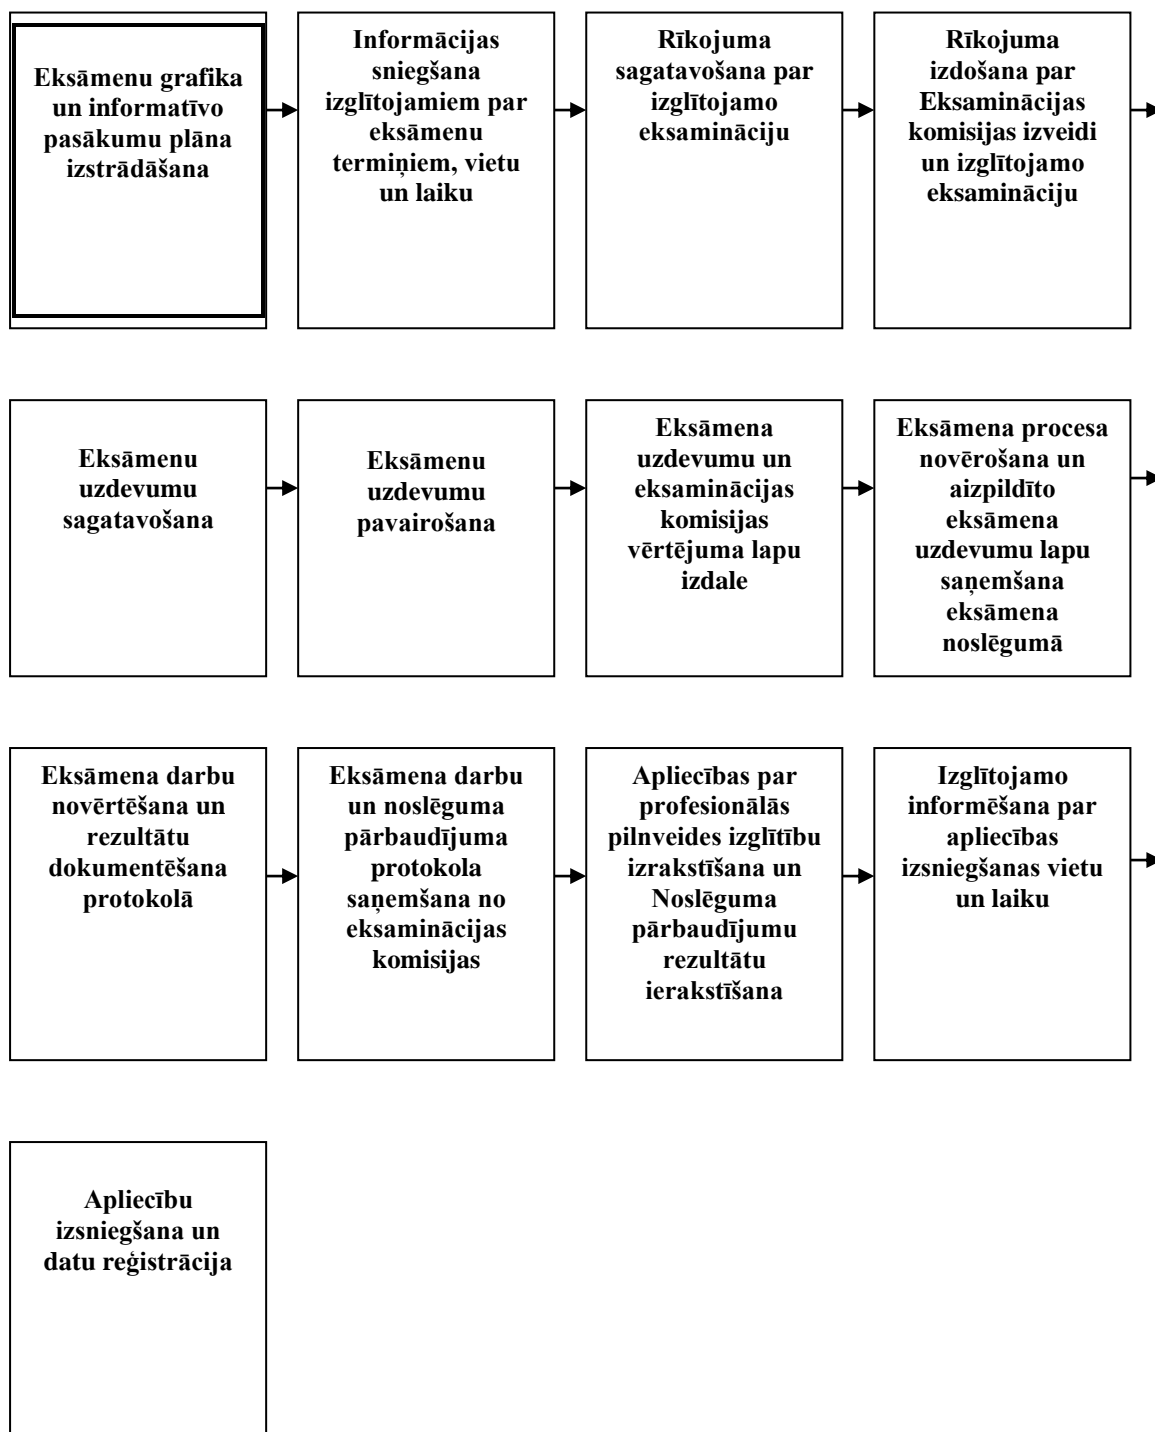 Eksāmenu grafika
un informatīvo
pasākumu plāna
izstrādāšana
Informācijas
sniegšana
izglītojamiem par
eksāmenu
termiņiem, vietu
un laiku
Rīkojuma
sagatavošana par
izglītojamo
eksamināciju
Rīkojuma
izdošana par
Eksaminācijas
komisijas izveidi
un izglītojamo
eksamināciju
Eksāmenu
uzdevumu
sagatavošana
Eksāmenu
uzdevumu
pavairošana
Eksāmena
uzdevumu un
eksaminācijas
komisijas
vērtējuma lapu
izdale
Eksāmena procesa
novērošana un
aizpildīto
eksāmena
uzdevumu lapu
saņemšana
eksāmena
noslēgumā
Eksāmena darbu
novērtēšana un
rezultātu
dokumentēšana
protokolā
Eksāmena darbu
un noslēguma
pārbaudījuma
protokola
saņemšana no
eksaminācijas
komisijas
Apliecības par
profesionālās
pilnveides izglītību
izrakstīšana un
Noslēguma
pārbaudījumu
rezultātu
ierakstīšana
Izglītojamo
informēšana par
apliecības
izsniegšanas vietu
un laiku
Apliecību
izsniegšana un
datu reģistrācija